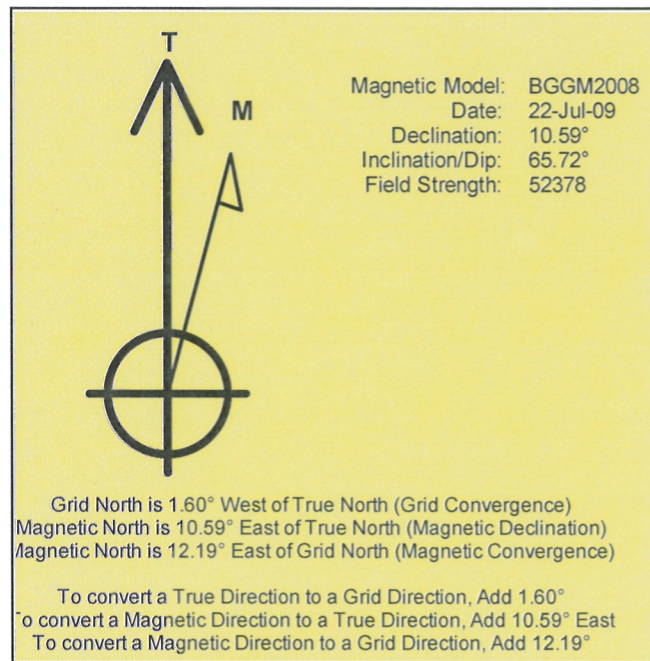 T
M
Magnetic Model: BGGM2008
Date: 22-Jul-09
Declination: 10.59°
Inclination/Dip: 65.72°
Field Strength: 52378
Grid North is 1.60° West of True North (Grid Convergence)
Magnetic North is 10.59° East of True North (Magnetic Declination)
Magnetic North is 12.19° East of Grid North (Magnetic Convergence)
To convert a True Direction to a Grid Direction, Add 1.60°
To convert a Magnetic Direction to a True Direction, Add 10.59° East
To convert a Magnetic Direction to a Grid Direction, Add 12.19°